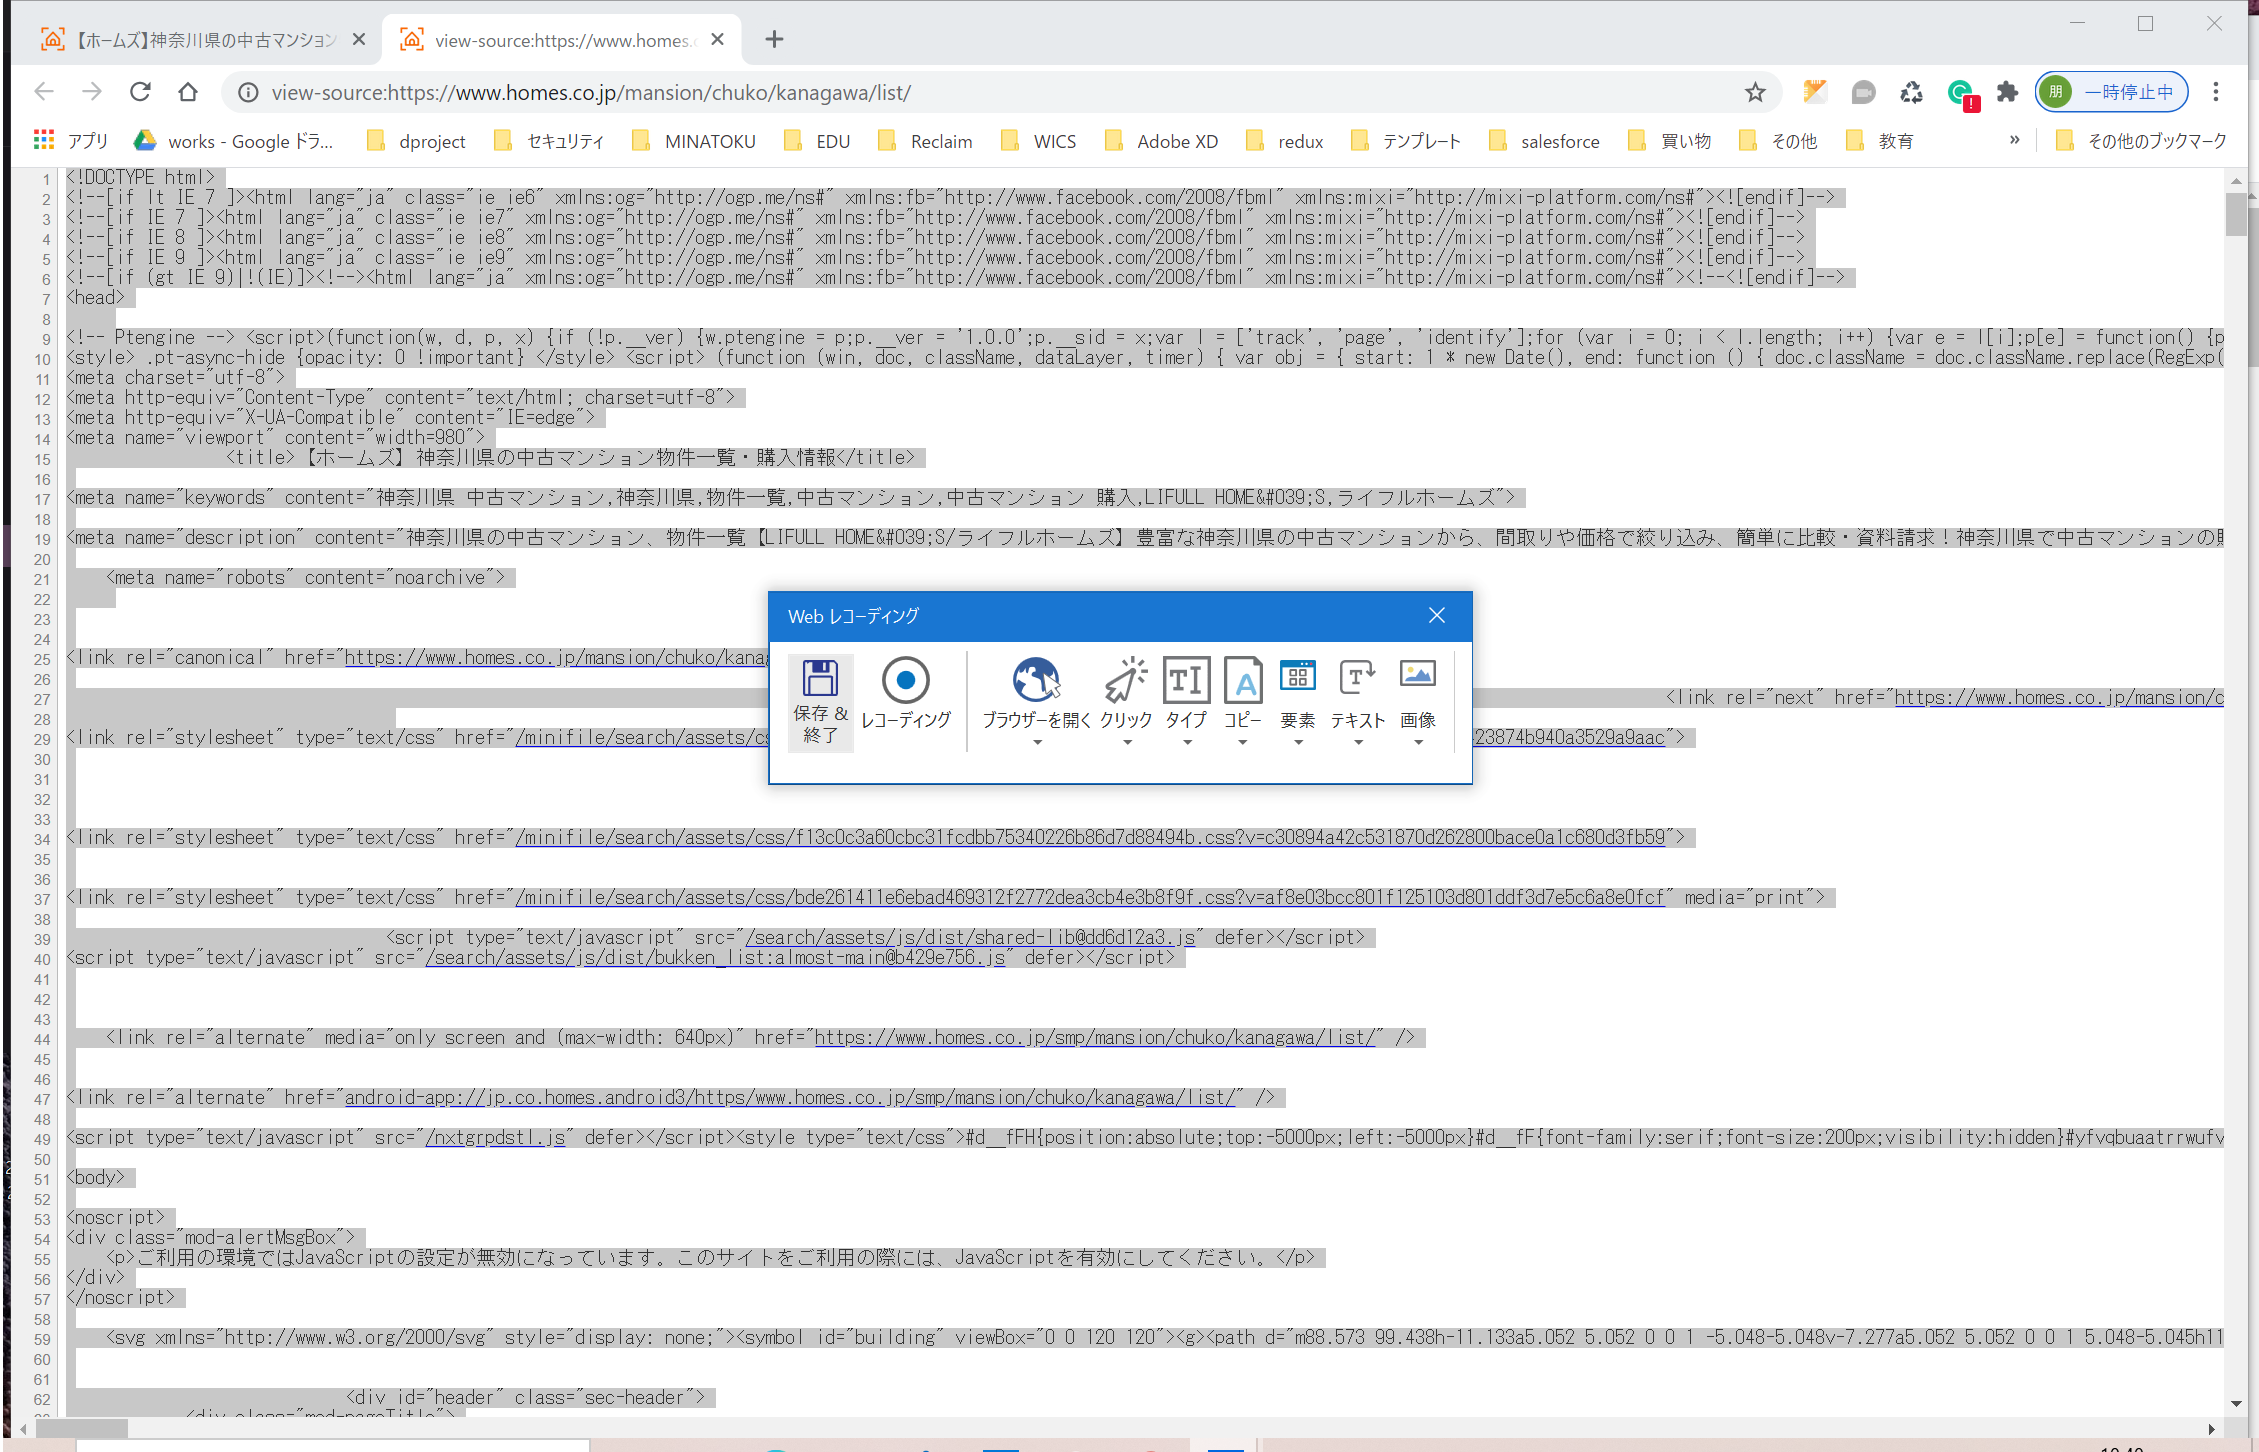 【ホームズ】神奈川県の中古マンション
view-source:https://www.homes.c
view-source:https://www.homes.co.jp/mansion/chuko/kanagawa/list/
朋 一時停止中
アプリ works - Google ドラ... dproject セキュリティ MINATOKU EDU Reclaim WICS Adobe XD redux テンプレート salesforce 買い物 その他 教育 » その他のブックマーク
1 <!DOCTYPE html>
2 <!--[if lt IE 7 ]><html lang="ja" class="ie ie6" xmlns:og="http://ogp.me/ns#" xmlns:fb="http://www.facebook.com/2008/fbml" xmlns:mixi="http://mixi-platform.com/ns#"><![endif]-->
3 <!--[if IE 7 ]><html lang="ja" class="ie ie7" xmlns:og="http://ogp.me/ns#" xmlns:fb="http://www.facebook.com/2008/fbml" xmlns:mixi="http://mixi-platform.com/ns#"><![endif]-->
4 <!--[if IE 8 ]><html lang="ja" class="ie ie8" xmlns:og="http://ogp.me/ns#" xmlns:fb="http://www.facebook.com/2008/fbml" xmlns:mixi="http://mixi-platform.com/ns#"><![endif]-->
5 <!--[if IE 9 ]><html lang="ja" class="ie ie9" xmlns:og="http://ogp.me/ns#" xmlns:fb="http://www.facebook.com/2008/fbml" xmlns:mixi="http://mixi-platform.com/ns#"><![endif]-->
6 <!--[if (gt IE 9)|!(IE)]><!--><html lang="ja" xmlns:og="http://ogp.me/ns#" xmlns:fb="http://www.facebook.com/2008/fbml" xmlns:mixi="http://mixi-platform.com/ns#"><!--<![endif]-->
7 <head>
8
9 <!-- Ptengine --> <script>(function(w, d, p, x) {if (!p.__ver) {w.ptengine = p;p.__ver = '1.0.0';p.__sid = x;var l = ['track', 'page', 'identify'];for (var i = 0; i < l.length; i++) {var e = l[i];p[e] = function() {p
10 <style> .pt-async-hide {opacity: 0 !important} </style> <script> (function (win, doc, className, dataLayer, timer) { var obj = { start: 1 * new Date(), end: function () { doc.className = doc.className.replace(RegExp(
11 <meta charset="utf-8">
12 <meta http-equiv="Content-Type" content="text/html; charset=utf-8">
13 <meta http-equiv="X-UA-Compatible" content="IE=edge">
14 <meta name="viewport" content="width=980">
15 <title>【ホームズ】神奈川県の中古マンション物件一覧・購入情報</title>
16
17 <meta name="keywords" content="神奈川県 中古マンション,神奈川県,物件一覧,中古マンション,中古マンション 購入,LIFULL HOME&#039;S,ライフルホームズ">
18
19 <meta name="description" content="神奈川県の中古マンション、物件一覧【LIFULL HOME&#039;S/ライフルホームズ】豊富な神奈川県の中古マンションから、間取りや価格で絞り込み、簡単に比較・資料請求！神奈川県で中古マンションの
20
21 <meta name="robots" content="noarchive">
22
23
24
25 <link rel="canonical" href="https://www.homes.co.jp/mansion/chuko/kana
26
27 <link rel="next" href="https://www.homes.co.jp/mansion/c
28
29 <link rel="stylesheet" type="text/css" href="/minifile/search/assets/cs 23874b940a3529a9aac">
30
31
32
33
34 <link rel="stylesheet" type="text/css" href="/minifile/search/assets/css/f13c0c3a60cbc31fcdbb75340226b86d7d88494b.css?v=c30894a42c531870d262800bace0a1c680d3fb59">
35
36
37 <link rel="stylesheet" type="text/css" href="/minifile/search/assets/css/bde261411e6ebad469312f2772dea3cb4e3b8f9f.css?v=af8e03bcc801f125103d801ddf3d7e5c6a8e0fcf" media="print">
38
39 <script type="text/javascript" src="/search/assets/js/dist/shared-lib@dd6d12a3.js" defer></script>
40 <script type="text/javascript" src="/search/assets/js/dist/bukken_list:almost-main@b429e756.js" defer></script>
41
42
43
44 <link rel="alternate" media="only screen and (max-width: 640px)" href="https://www.homes.co.jp/smp/mansion/chuko/kanagawa/list/" />
45
46
47 <link rel="alternate" href="android-app://jp.co.homes.android3/https/www.homes.co.jp/smp/mansion/chuko/kanagawa/list/" />
48
49 <script type="text/javascript" src="/nxtgrpdstl.js" defer></script><style type="text/css">#d__fFH{position:absolute;top:-5000px;left:-5000px}#d__fF{font-family:serif;font-size:200px;visibility:hidden}#yfvqbuaatrrwufv
50
51 <body>
52
53 <noscript>
54 <div class="mod-alertMsgBox">
55 <p>ご利用の環境ではJavaScriptの設定が無効になっています。このサイトをご利用の際には、JavaScriptを有効にしてください。</p>
56 </div>
57 </noscript>
58
59 <svg xmlns="http://www.w3.org/2000/svg" style="display: none;"><symbol id="building" viewBox="0 0 120 120"><g><path d="m88.573 99.438h-11.133a5.052 5.052 0 0 1 -5.048-5.048v-7.277a5.052 5.052 0 0 1 5.048-5.045h11
60
61
62 <div id="header" class="sec-header">
<div class="mod-pageTitle">
Web レコーディング
保存 & 終了 レコーディング ブラウザーを開く クリック タイプ コピー 要素 テキスト 画像